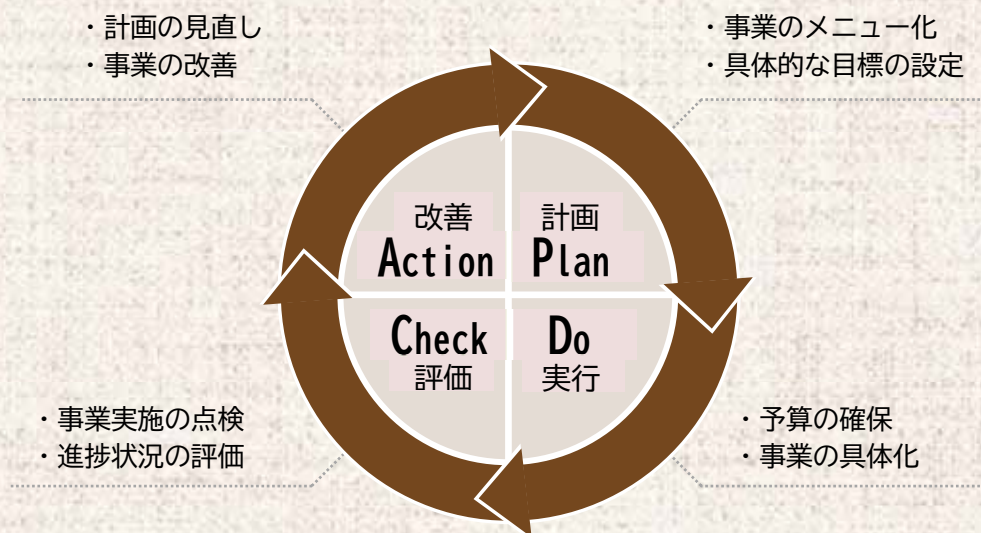 ・計画の見直し
・事業の改善
・事業のメニュー化
・具体的な目標の設定
改善
Action
計画
Plan
Check
評価
Do
実行
・事業実施の点検
・進捗状況の評価
・予算の確保
・事業の具体化